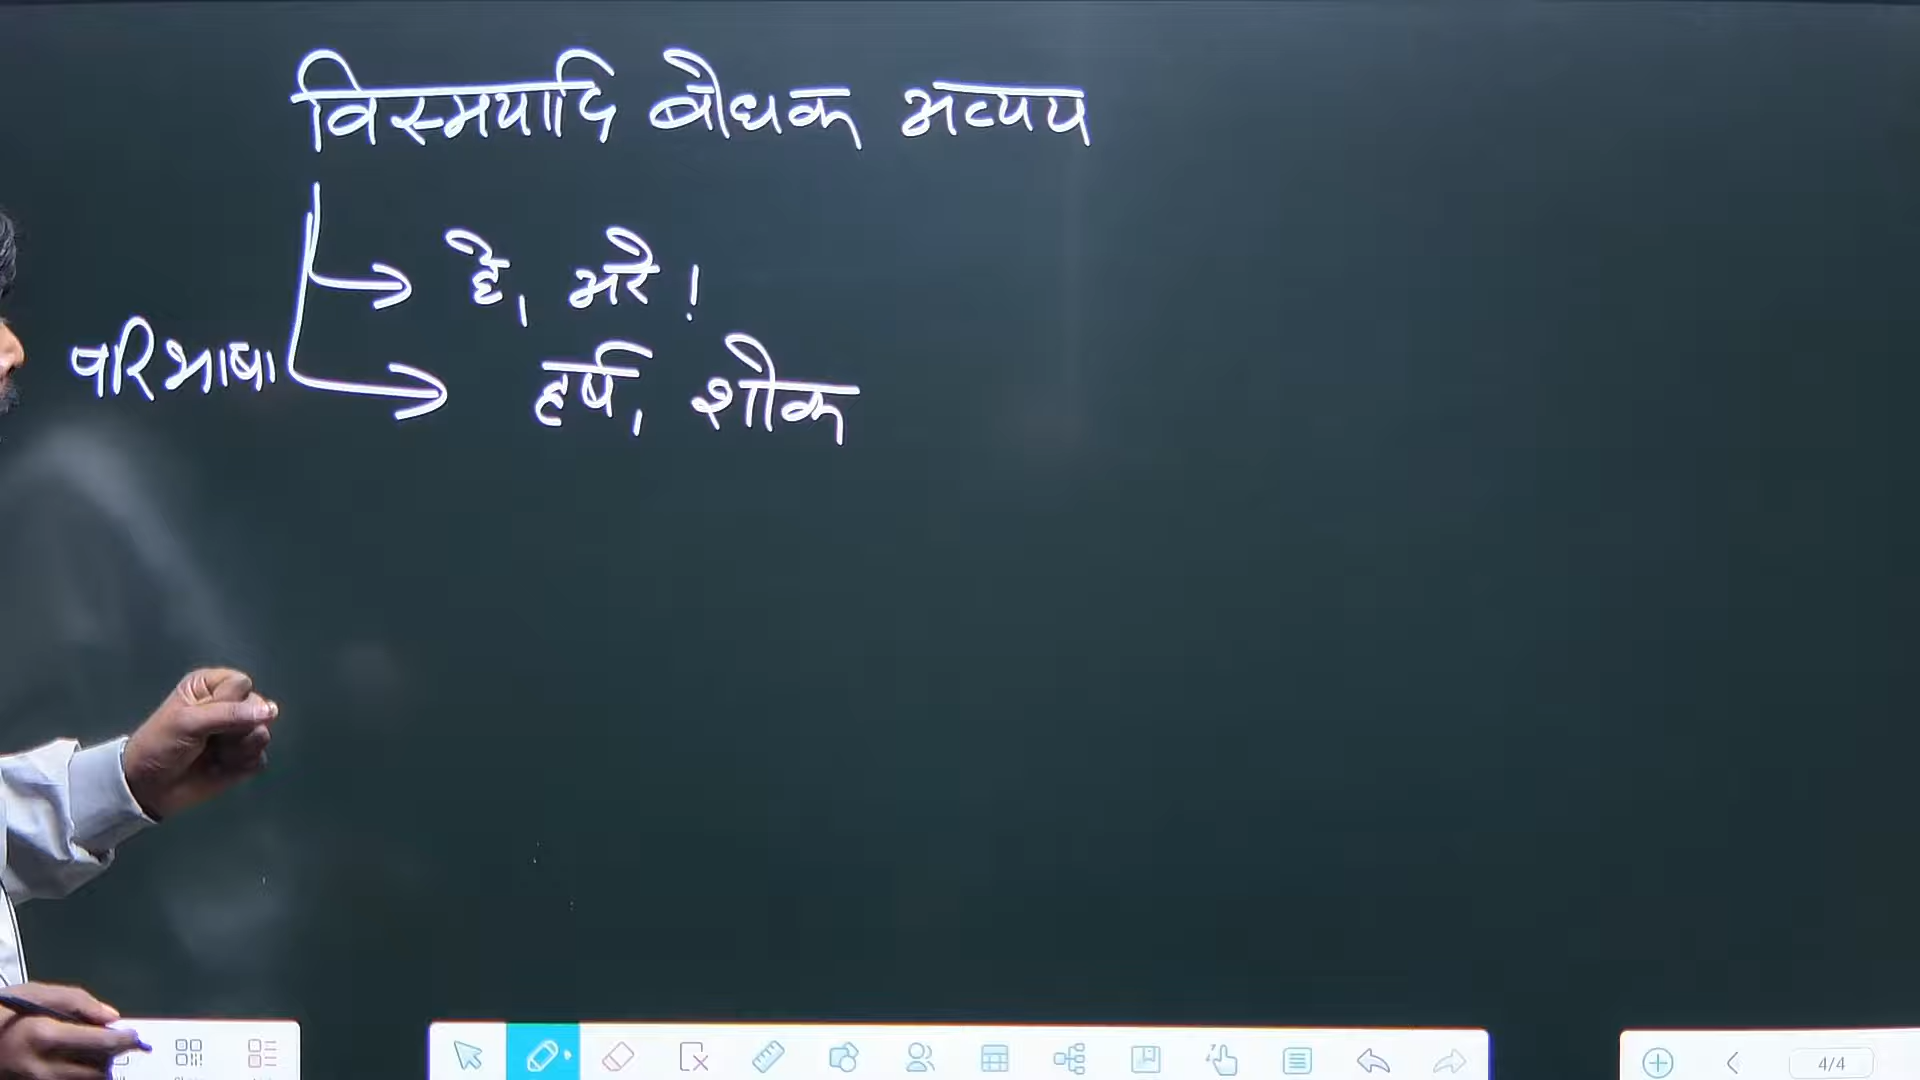 विस्मयादि बोधक अव्यय
हे, अरे !
परिभाषा
हर्ष, शोक
4/4